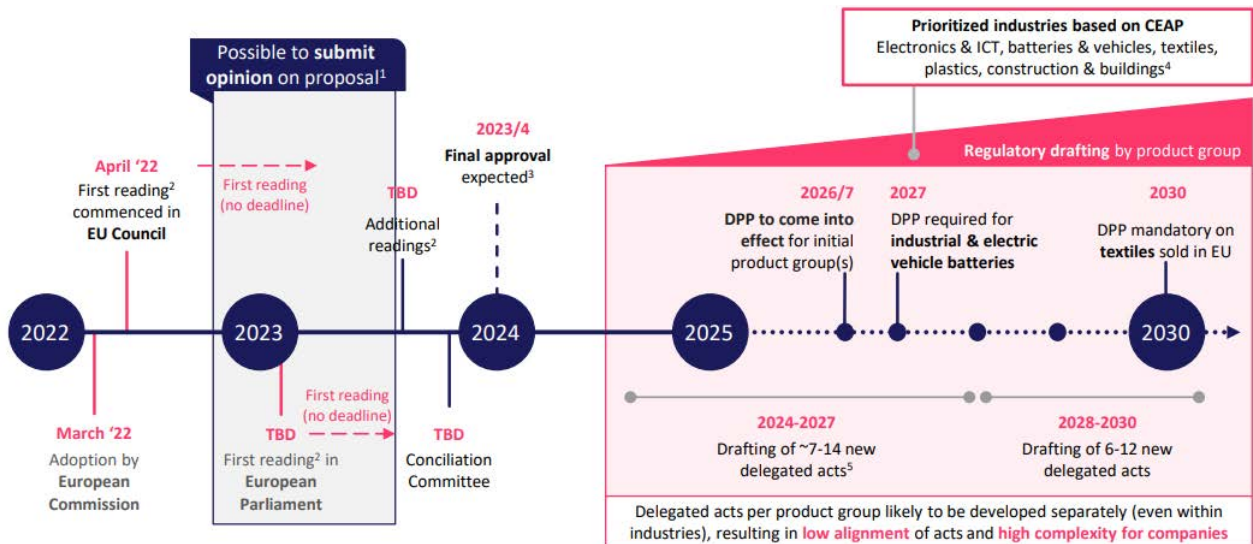 Prioritized industries based on CEAP
Electronics & ICT, batteries & vehicles, textiles,
plastics, construction & buildings⁴
Possible to submit
opinion on proposal¹
2023/4
Final approval
expected³
April ‘22
First reading²
commenced in
EU Council
First reading
(no deadline)
TBD
Additional
readings²
Regulatory drafting by product group
2026/7
DPP to come into
effect for initial
product group(s)
2027
DPP required for
industrial & electric
vehicle batteries
2030
DPP mandatory on
textiles sold in EU
2022
2023
2024
2025
2030
March ‘22
Adoption by
European
Commission
TBD
First reading² in
European
Parliament
First reading
(no deadline)
TBD
Conciliation
Committee
2024-2027
Drafting of ~7-14 new
delegated acts⁵
2028-2030
Drafting of 6-12 new
delegated acts
Delegated acts per product group likely to be developed separately (even within
industries), resulting in low alignment of acts and high complexity for companies